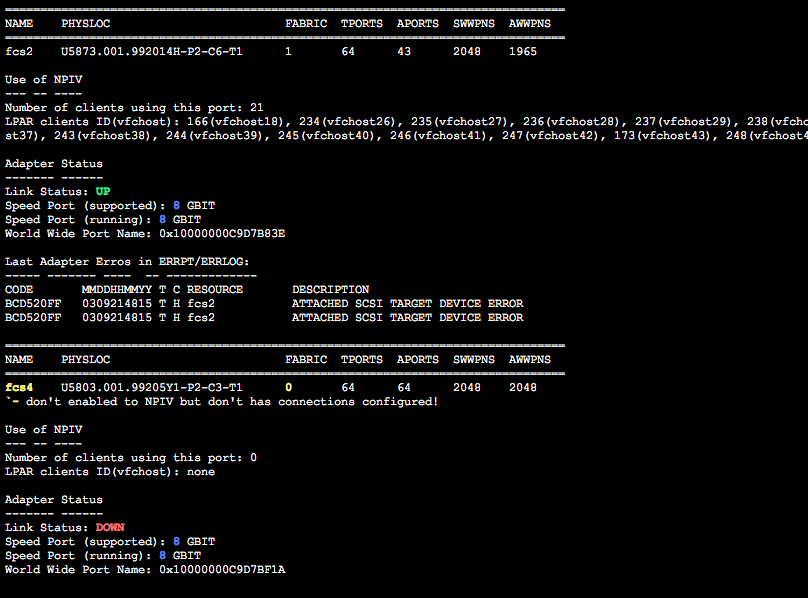 ================================================================================
NAME    PHYSLOC                         FABRIC  TPORTS  APORTS  SWWPNS  AWWPNS
================================================================================
fcs2    U5873.001.992014H-P2-C6-T1      1       64      43      2048    1965
Use of NPIV
--- -- ----
Number of clients using this port: 21
LPAR clients ID(vfchost): 166(vfchost18), 234(vfchost26), 235(vfchost27), 236(vfchost28), 237(vfchost29), 238(vfcho
st37), 243(vfchost38), 244(vfchost39), 245(vfchost40), 246(vfchost41), 247(vfchost42), 173(vfchost43), 248(vfchost4
Adapter Status
------- ------
Link Status: UP
Speed Port (supported): 8 GBIT
Speed Port (running): 8 GBIT
World Wide Port Name: 0x10000000C9D7B83E
Last Adapter Erros in ERRPT/ERRLOG:
----- ------- ----  -- -------------
CODE       MMDDHHMMYY T C RESOURCE      DESCRIPTION
BCD520FF   0309214815 T H fcs2          ATTACHED SCSI TARGET DEVICE ERROR
BCD520FF   0309214815 T H fcs2          ATTACHED SCSI TARGET DEVICE ERROR
================================================================================
NAME    PHYSLOC                         FABRIC  TPORTS  APORTS  SWWPNS  AWWPNS
================================================================================
fcs4    U5803.001.99205Y1-P2-C3-T1      0       64      64      2048    2048
`- don't enabled to NPIV but don't has connections configured!
Use of NPIV
--- -- ----
Number of clients using this port: 0
LPAR clients ID(vfchost): none
Adapter Status
------- ------
Link Status: DOWN
Speed Port (supported): 8 GBIT
Speed Port (running): 8 GBIT
World Wide Port Name: 0x10000000C9D7BF1A